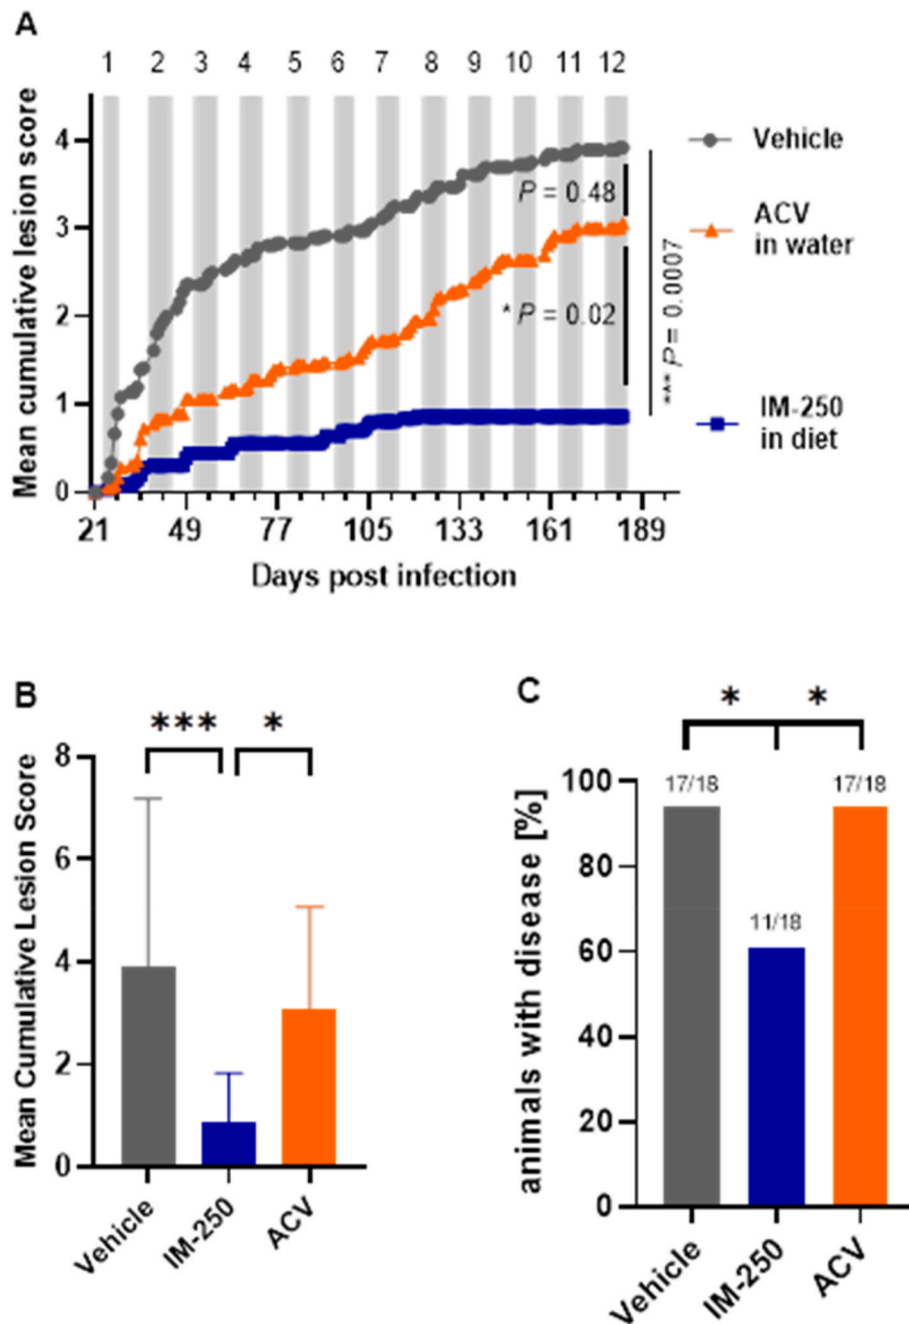 A
1 2 3 4 5 6 7 8 9 10 11 12
Mean cumulative lesion score
4
3
2
1
0
21 49 77 105 133 161 189
Days post infection
P = 0.48
* P = 0.02
*** P = 0.0007
Vehicle
ACV
in water
IM-250
in diet
B
*** *
Mean Cumulative Lesion Score
8
6
4
2
0
Vehicle IM-250 ACV
C
* *
animals with disease [%]
100
80
60
40
20
0
17/18 11/18 17/18
Vehicle IM-250 ACV